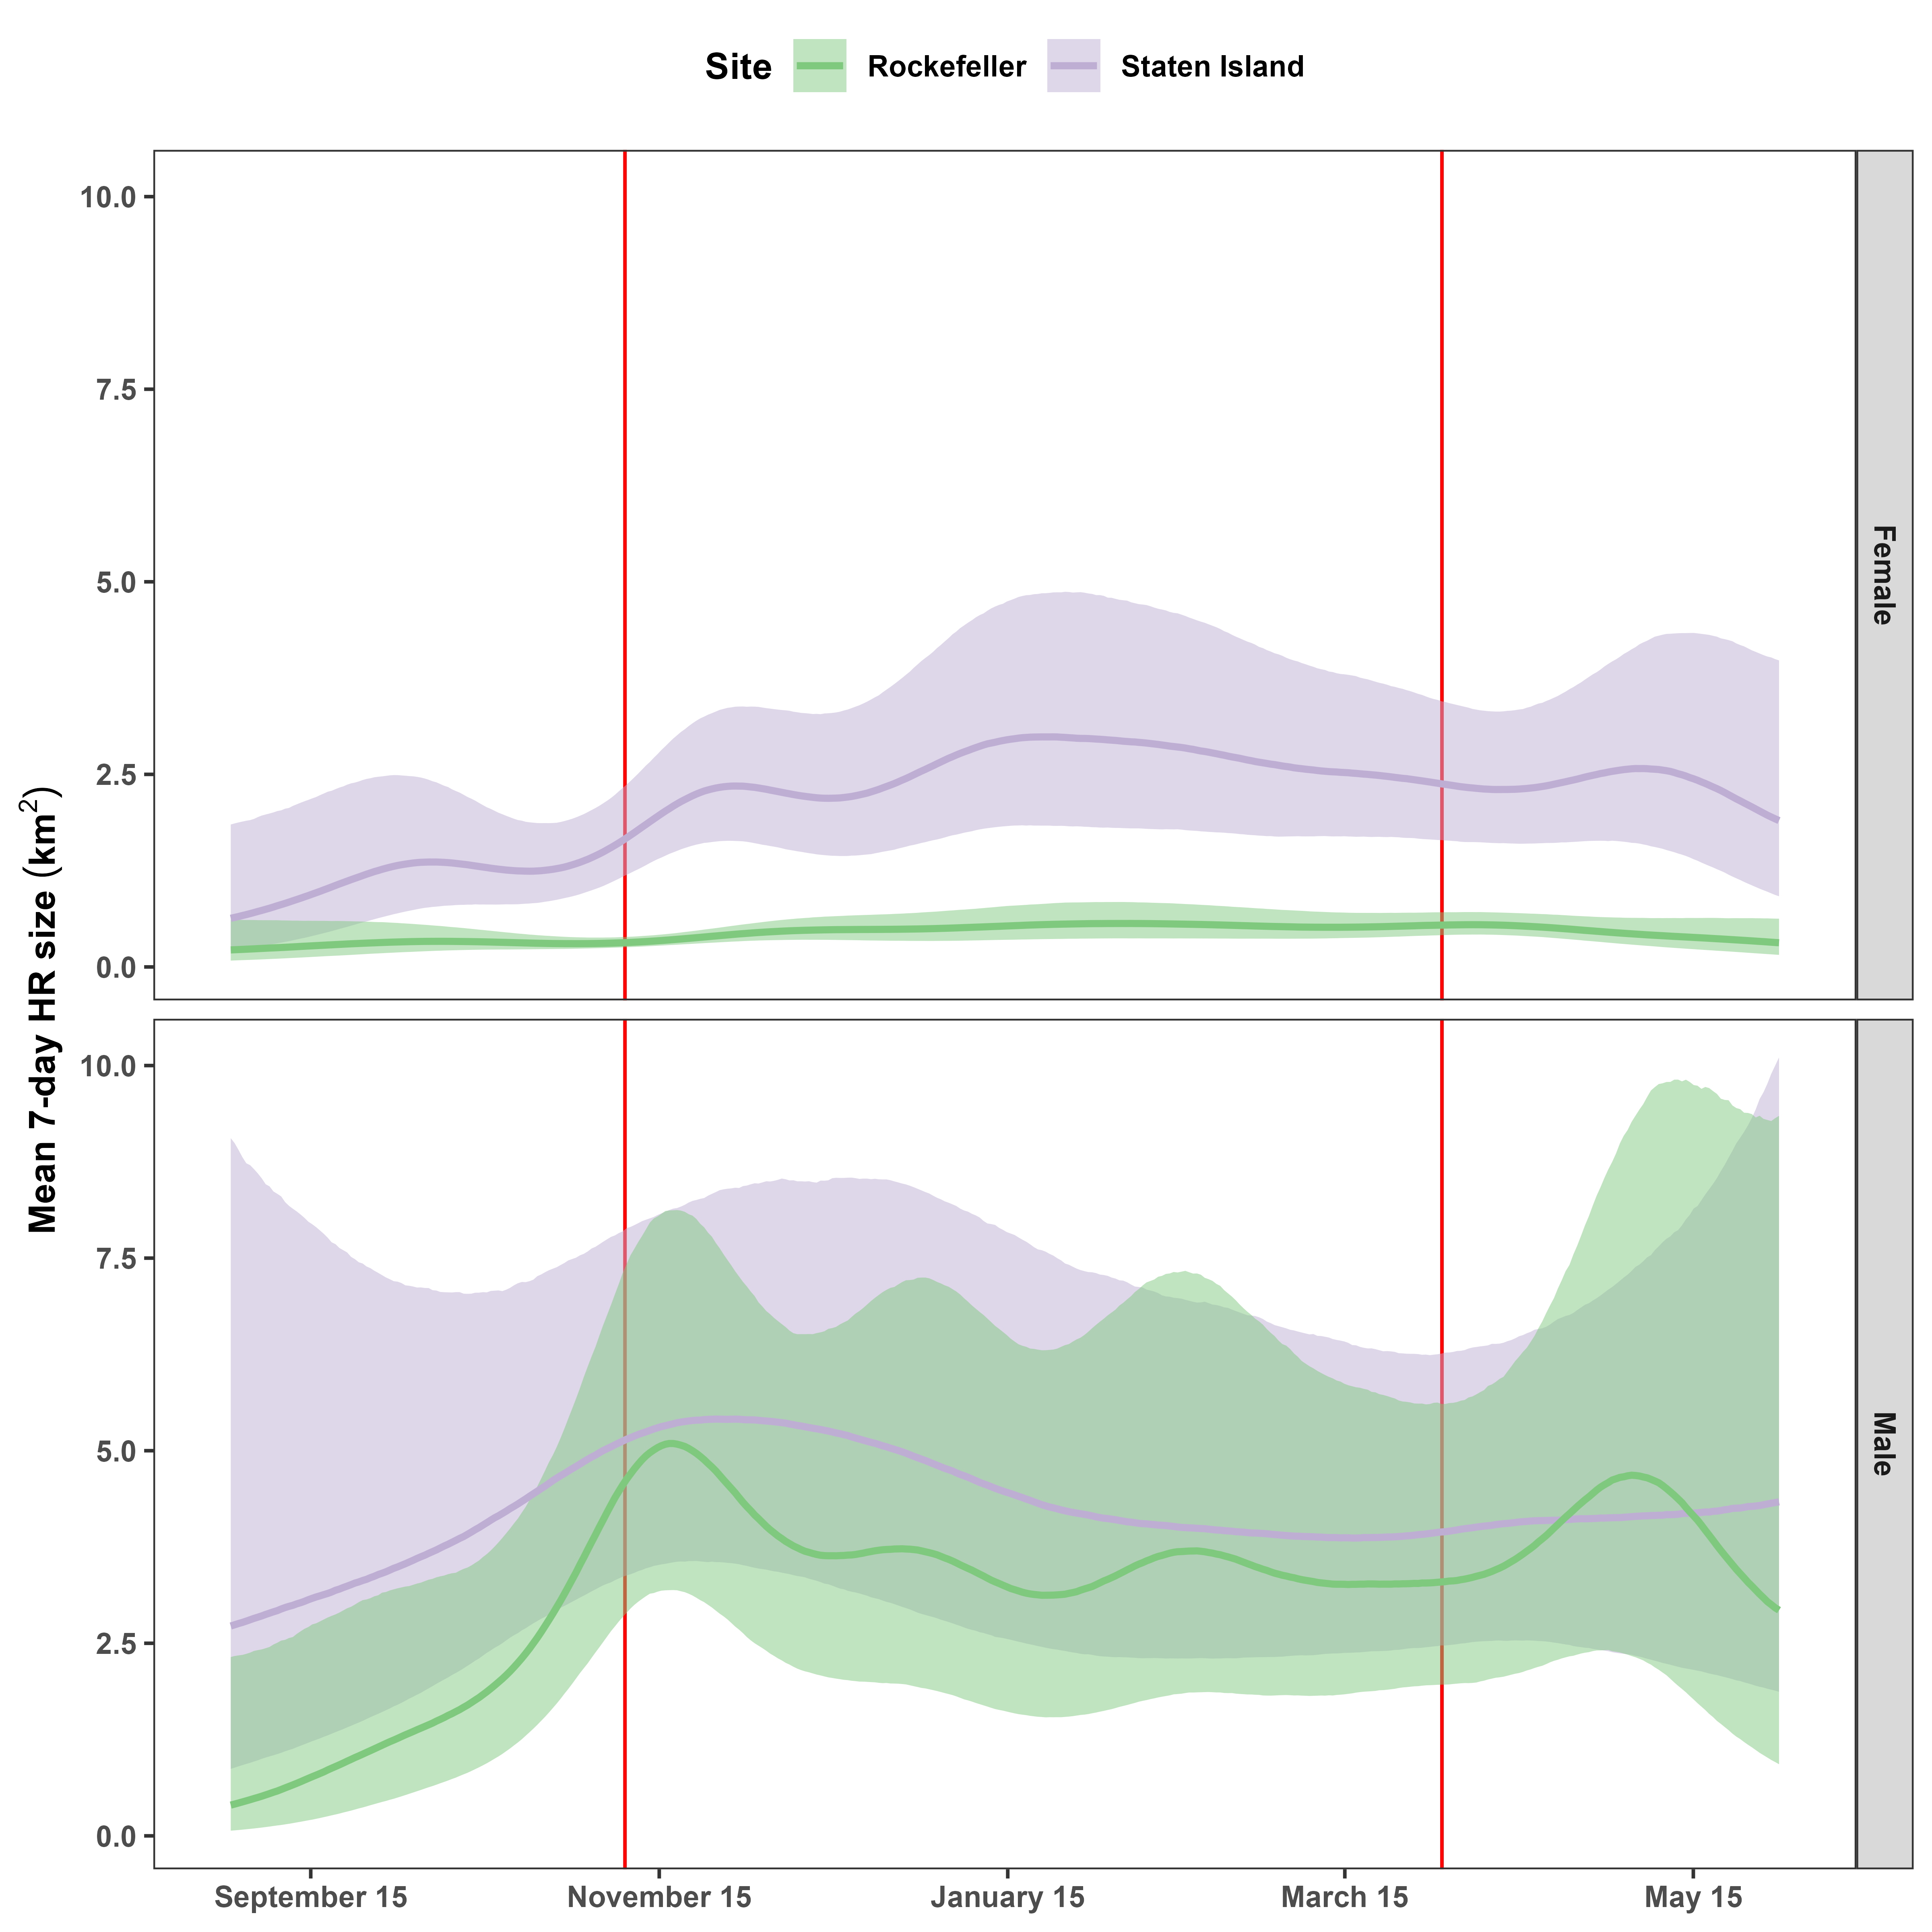 Site Rockefeller Staten Island
Mean 7-day HR size (km²)
10.0
7.5
5.0
2.5
0.0
Female
10.0
7.5
5.0
2.5
0.0
Male
September 15 November 15 January 15 March 15 May 15